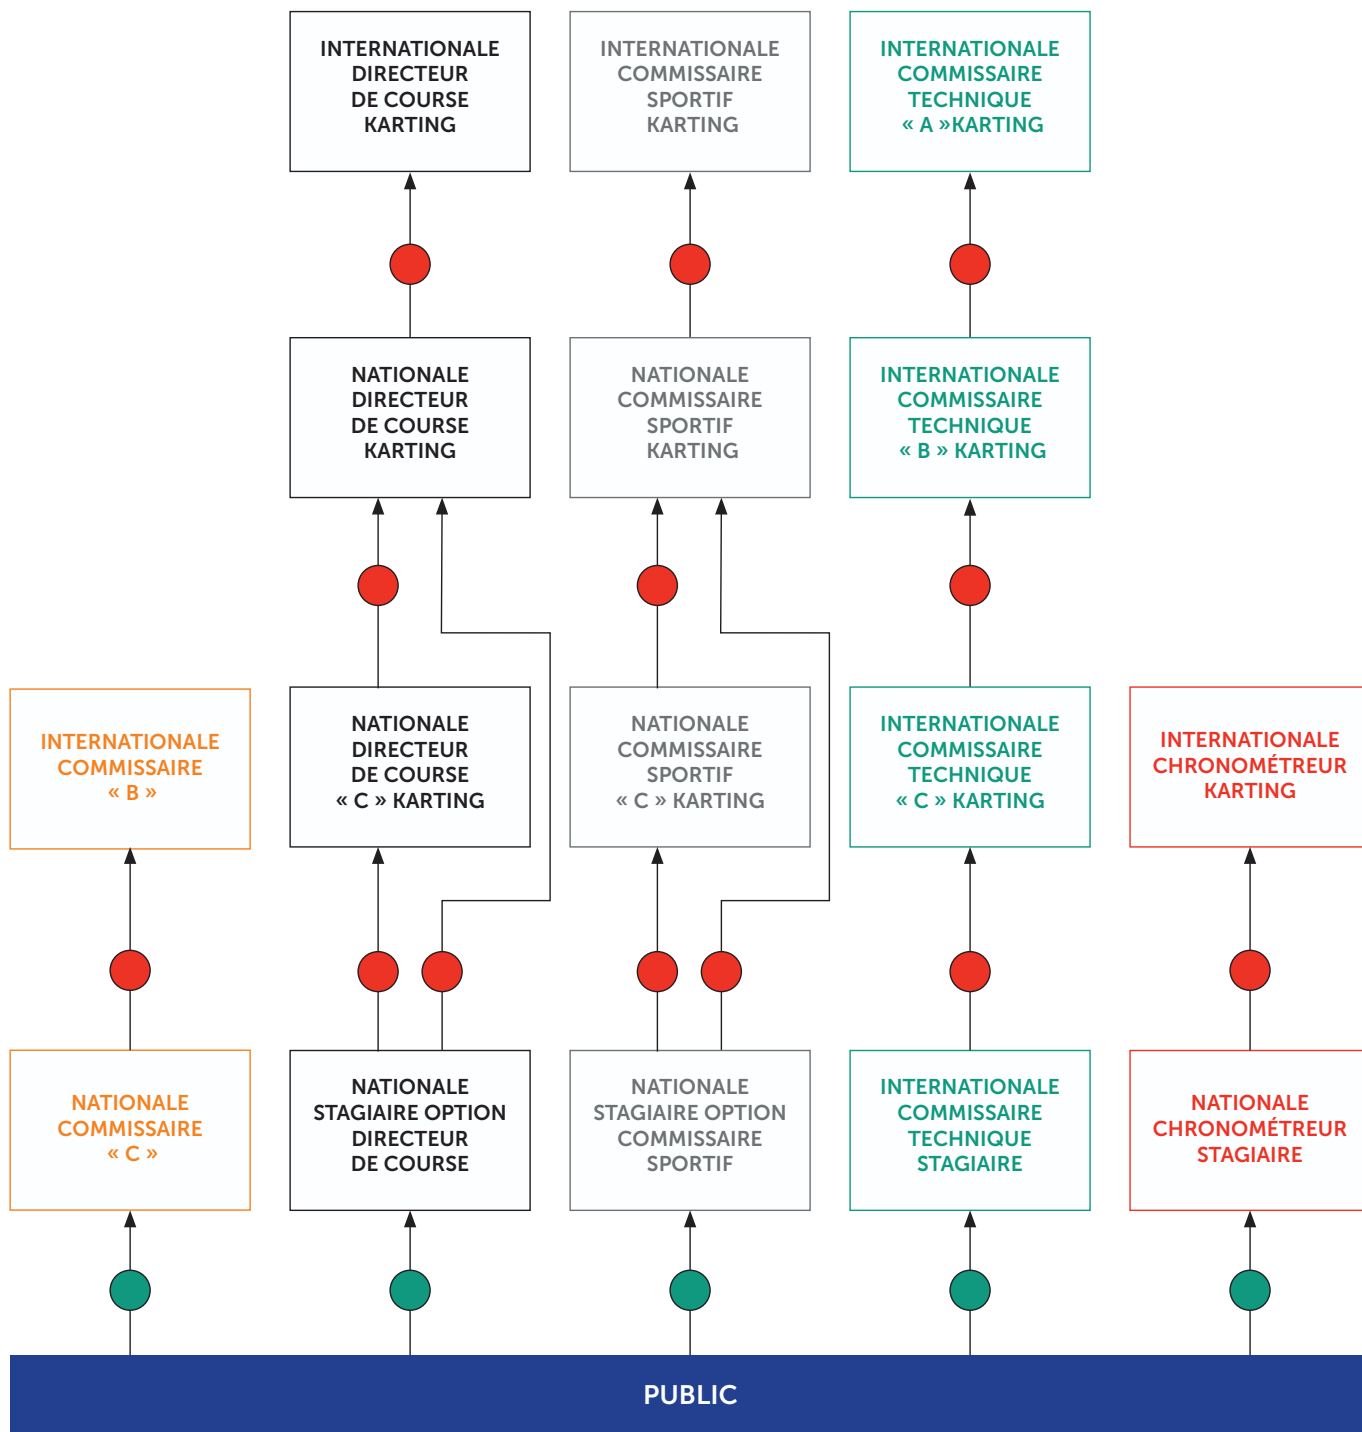 INTERNATIONALE
DIRECTEUR
DE COURSE
KARTING
INTERNATIONALE
COMMISSAIRE
SPORTIF
KARTING
INTERNATIONALE
COMMISSAIRE
TECHNIQUE
« A »KARTING
NATIONALE
DIRECTEUR
DE COURSE
KARTING
NATIONALE
COMMISSAIRE
SPORTIF
KARTING
INTERNATIONALE
COMMISSAIRE
TECHNIQUE
« B » KARTING
INTERNATIONALE
COMMISSAIRE
« B »
NATIONALE
DIRECTEUR
DE COURSE
« C » KARTING
NATIONALE
COMMISSAIRE
SPORTIF
« C » KARTING
INTERNATIONALE
COMMISSAIRE
TECHNIQUE
« C » KARTING
INTERNATIONALE
CHRONOMÉTREUR
KARTING
NATIONALE
COMMISSAIRE
« C »
NATIONALE
STAGIAIRE OPTION
DIRECTEUR
DE COURSE
NATIONALE
STAGIAIRE OPTION
COMMISSAIRE
SPORTIF
INTERNATIONALE
COMMISSAIRE
TECHNIQUE
STAGIAIRE
NATIONALE
CHRONOMÉTREUR
STAGIAIRE
PUBLIC